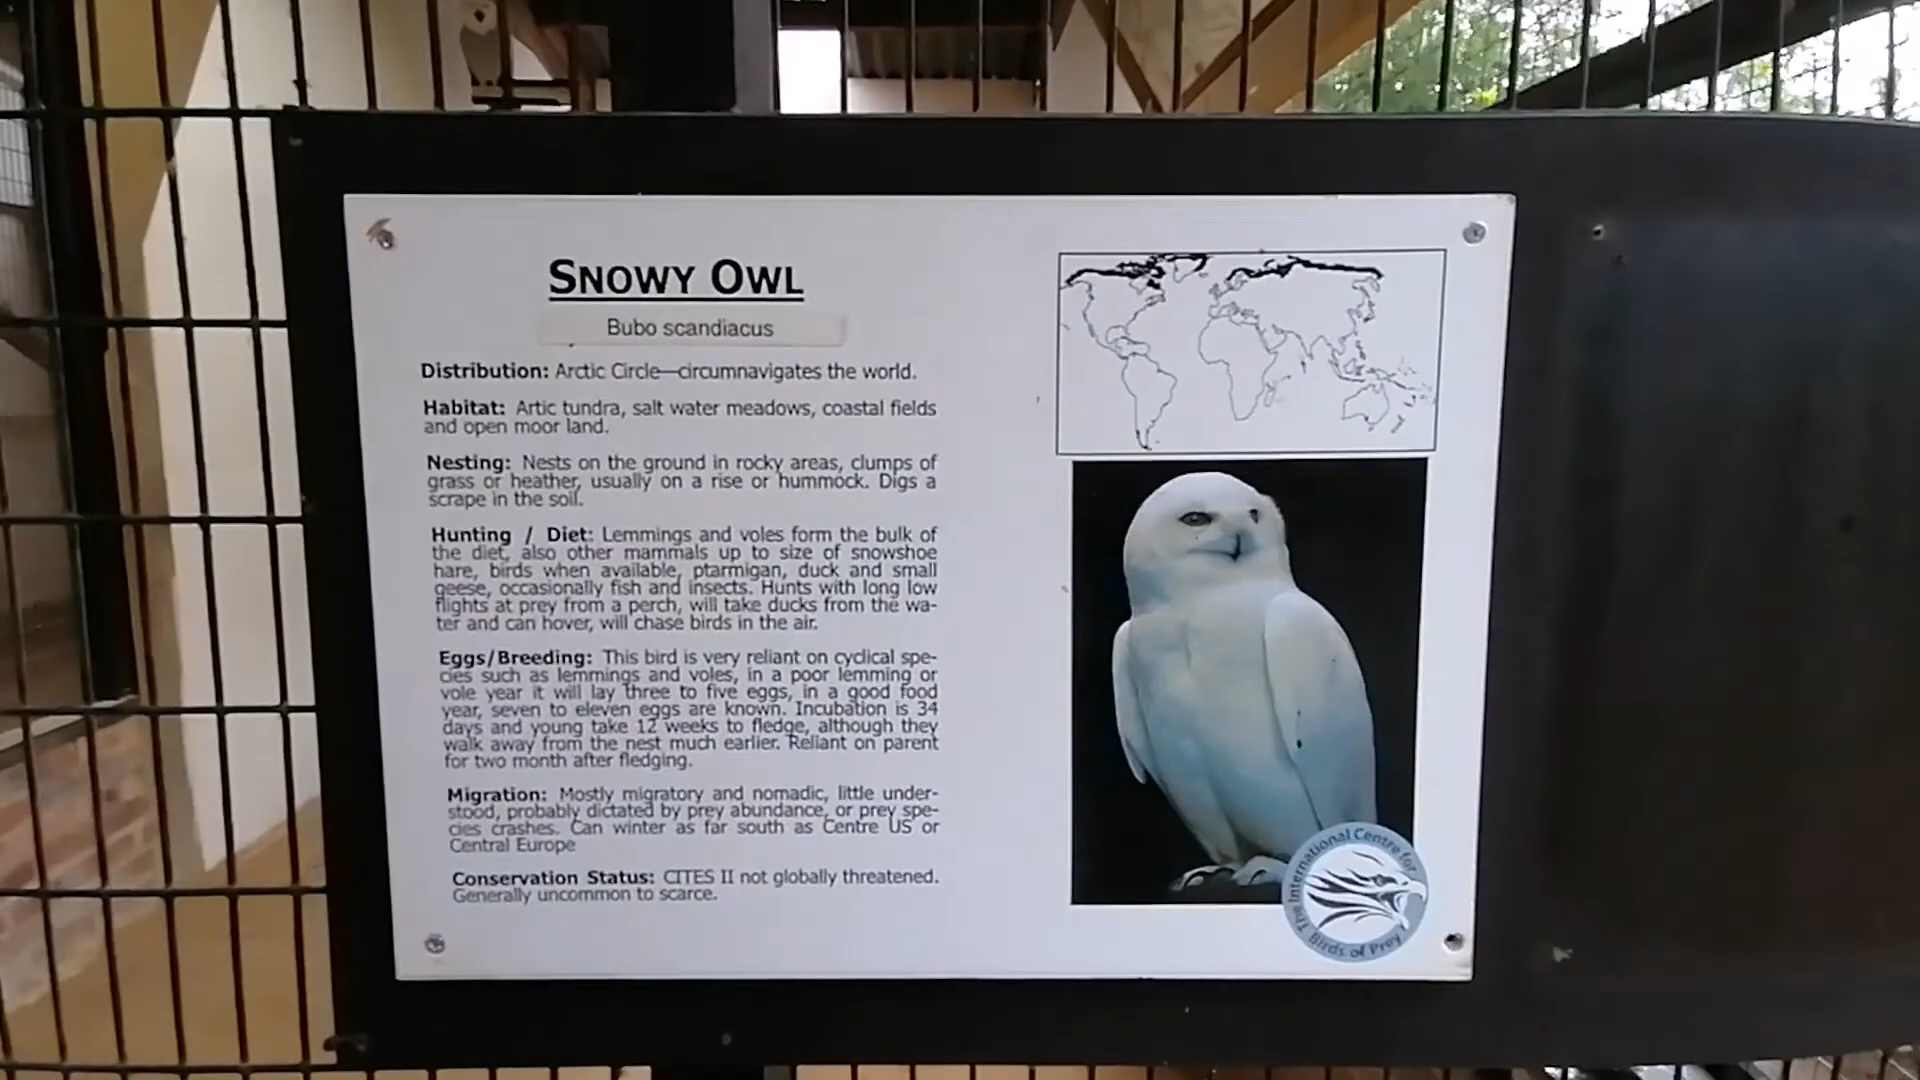 SNOWY OWL
Bubo scandiacus
Distribution: Arctic Circle—circumnavigates the world.
Habitat: Artic tundra, salt water meadows, coastal fields
and open moor land.
Nesting: Nests on the ground in rocky areas, clumps of
grass or heather, usually on a rise or hummock. Digs a
scrape in the soil.
Hunting / Diet: Lemmings and voles form the bulk of
the diet, also other mammals up to size of snowshoe
hare, birds when available, ptarmigan, duck and small
geese, occasionally fish and insects. Hunts with long low
flights at prey from a perch, will take ducks from the wa-
ter and can hover, will chase birds in the air.
Eggs/Breeding: This bird is very reliant on cyclical spe-
cies such as lemmings and voles, in a poor lemming or
vole year it will lay three to five eggs, in a good food
year, seven to eleven eggs are known. Incubation is 34
days and young take 12 weeks to fledge, although they
walk away from the nest much earlier. Reliant on parent
for two month after fledging.
Migration: Mostly migratory and nomadic, little under-
stood, probably dictated by prey abundance, or prey spe-
cies crashes. Can winter as far south as Centre US or
Central Europe
Conservation Status: CITES II not globally threatened.
Generally uncommon to scarce.
The International Centre for
Birds of Prey